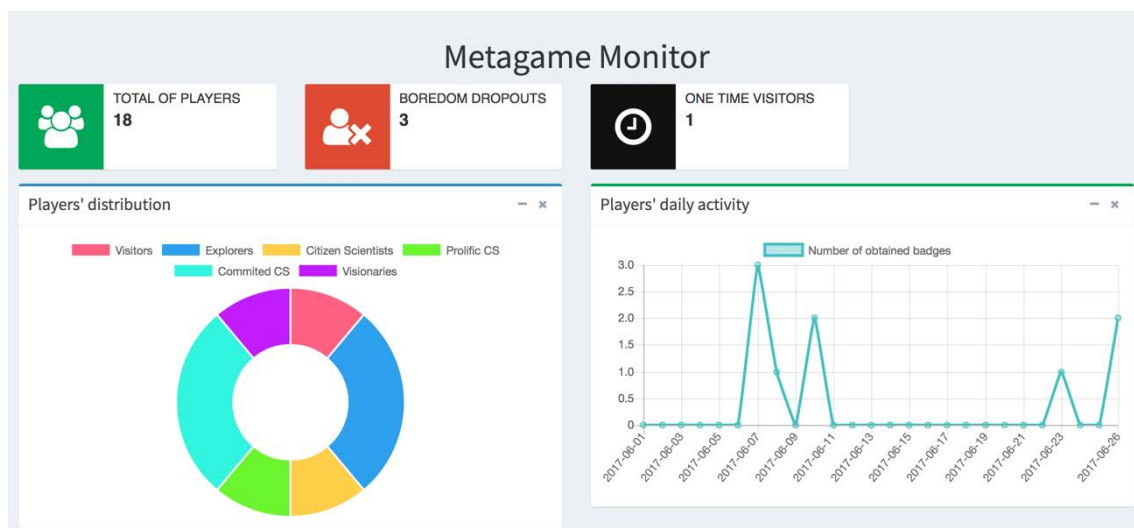 Metagame Monitor
TOTAL OF PLAYERS
18
BOREDOM DROPOUTS
3
ONE TIME VISITORS
1
Players' distribution
Visitors Explorers Citizen Scientists Prolific CS
Commited CS Visionaries
Players' daily activity
Number of obtained badges
3.0
2.5
2.0
1.5
1.0
0.5
0
2017-06-01 2017-06-03 2017-06-05 2017-06-07 2017-06-09 2017-06-11 2017-06-13 2017-06-15 2017-06-17 2017-06-19 2017-06-21 2017-06-23 2017-06-26